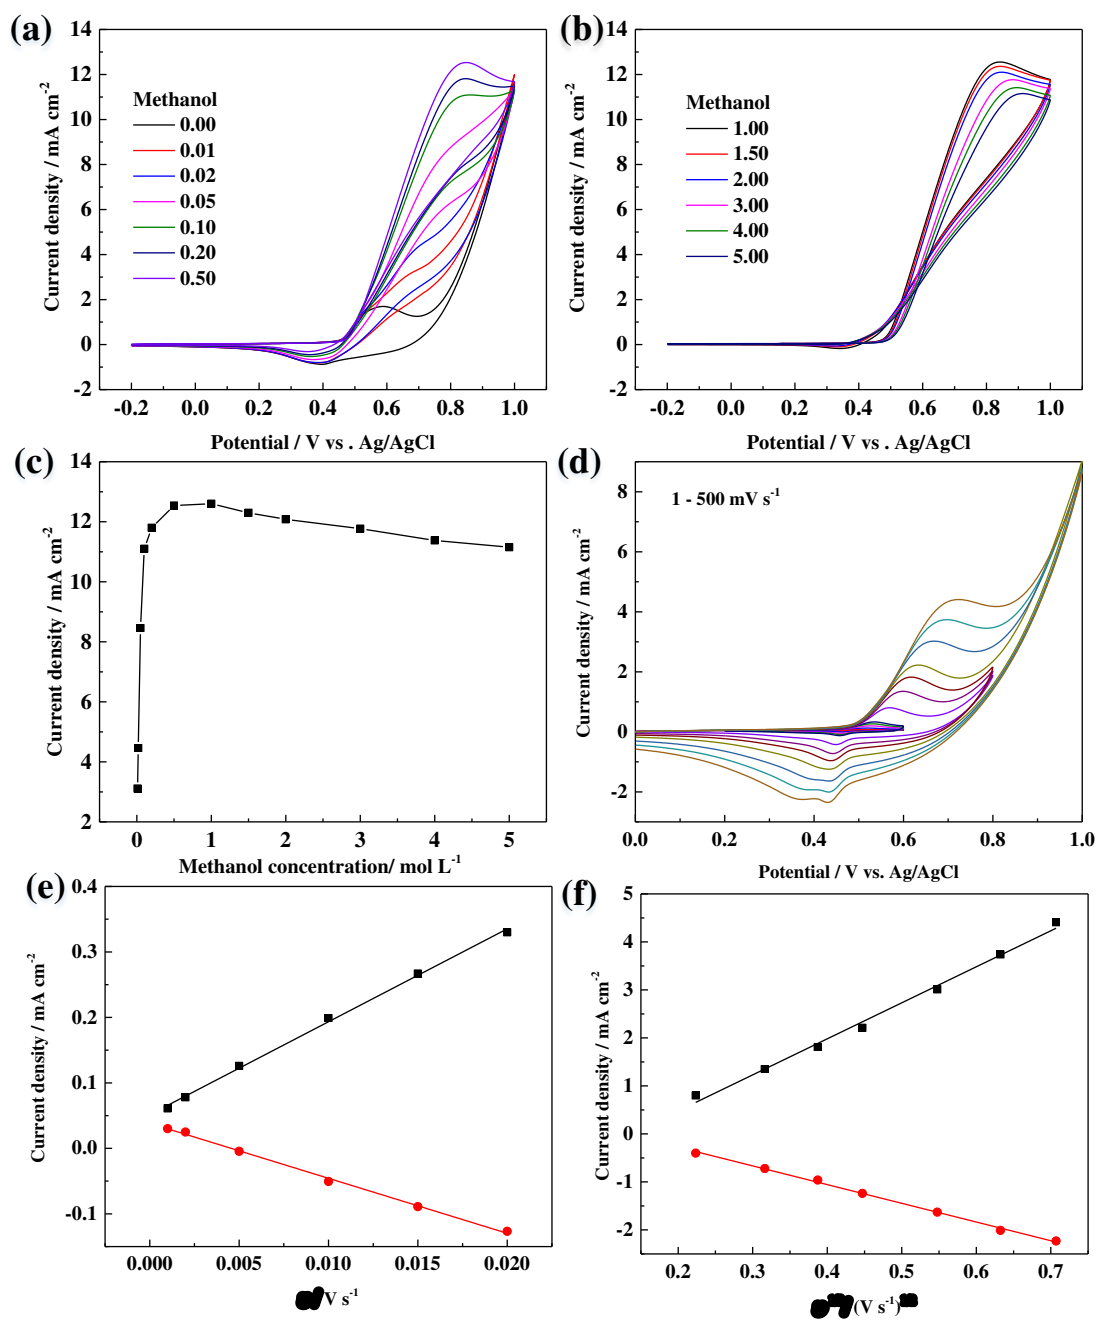 (a)
14
12
10
8
6
4
2
0
-2
Current density / mA cm-2
Methanol
0.00
0.01
0.02
0.05
0.10
0.20
0.50
-0.2 0.0 0.2 0.4 0.6 0.8 1.0
Potential / V vs . Ag/AgCl
(b)
14
12
10
8
6
4
2
0
-2
Current density / mA cm-2
Methanol
1.00
1.50
2.00
3.00
4.00
5.00
-0.2 0.0 0.2 0.4 0.6 0.8 1.0
Potential / V vs . Ag/AgCl
(c)
14
12
10
8
6
4
2
Current density / mA cm-2
0 1 2 3 4 5
Methanol concentration/ mol L-1
(d)
8
6
4
2
0
-2
Current density / mA cm-2
1 - 500 mV s-1
0.0 0.2 0.4 0.6 0.8 1.0
Potential / V vs. Ag/AgCl
(e)
0.4
0.3
0.2
0.1
0.0
-0.1
Current density / mA cm-2
0.000 0.005 0.010 0.015 0.020
V s-1
(f)
5
4
3
2
1
0
-1
-2
Current density / mA cm-2
0.2 0.3 0.4 0.5 0.6 0.7
(V s-1)